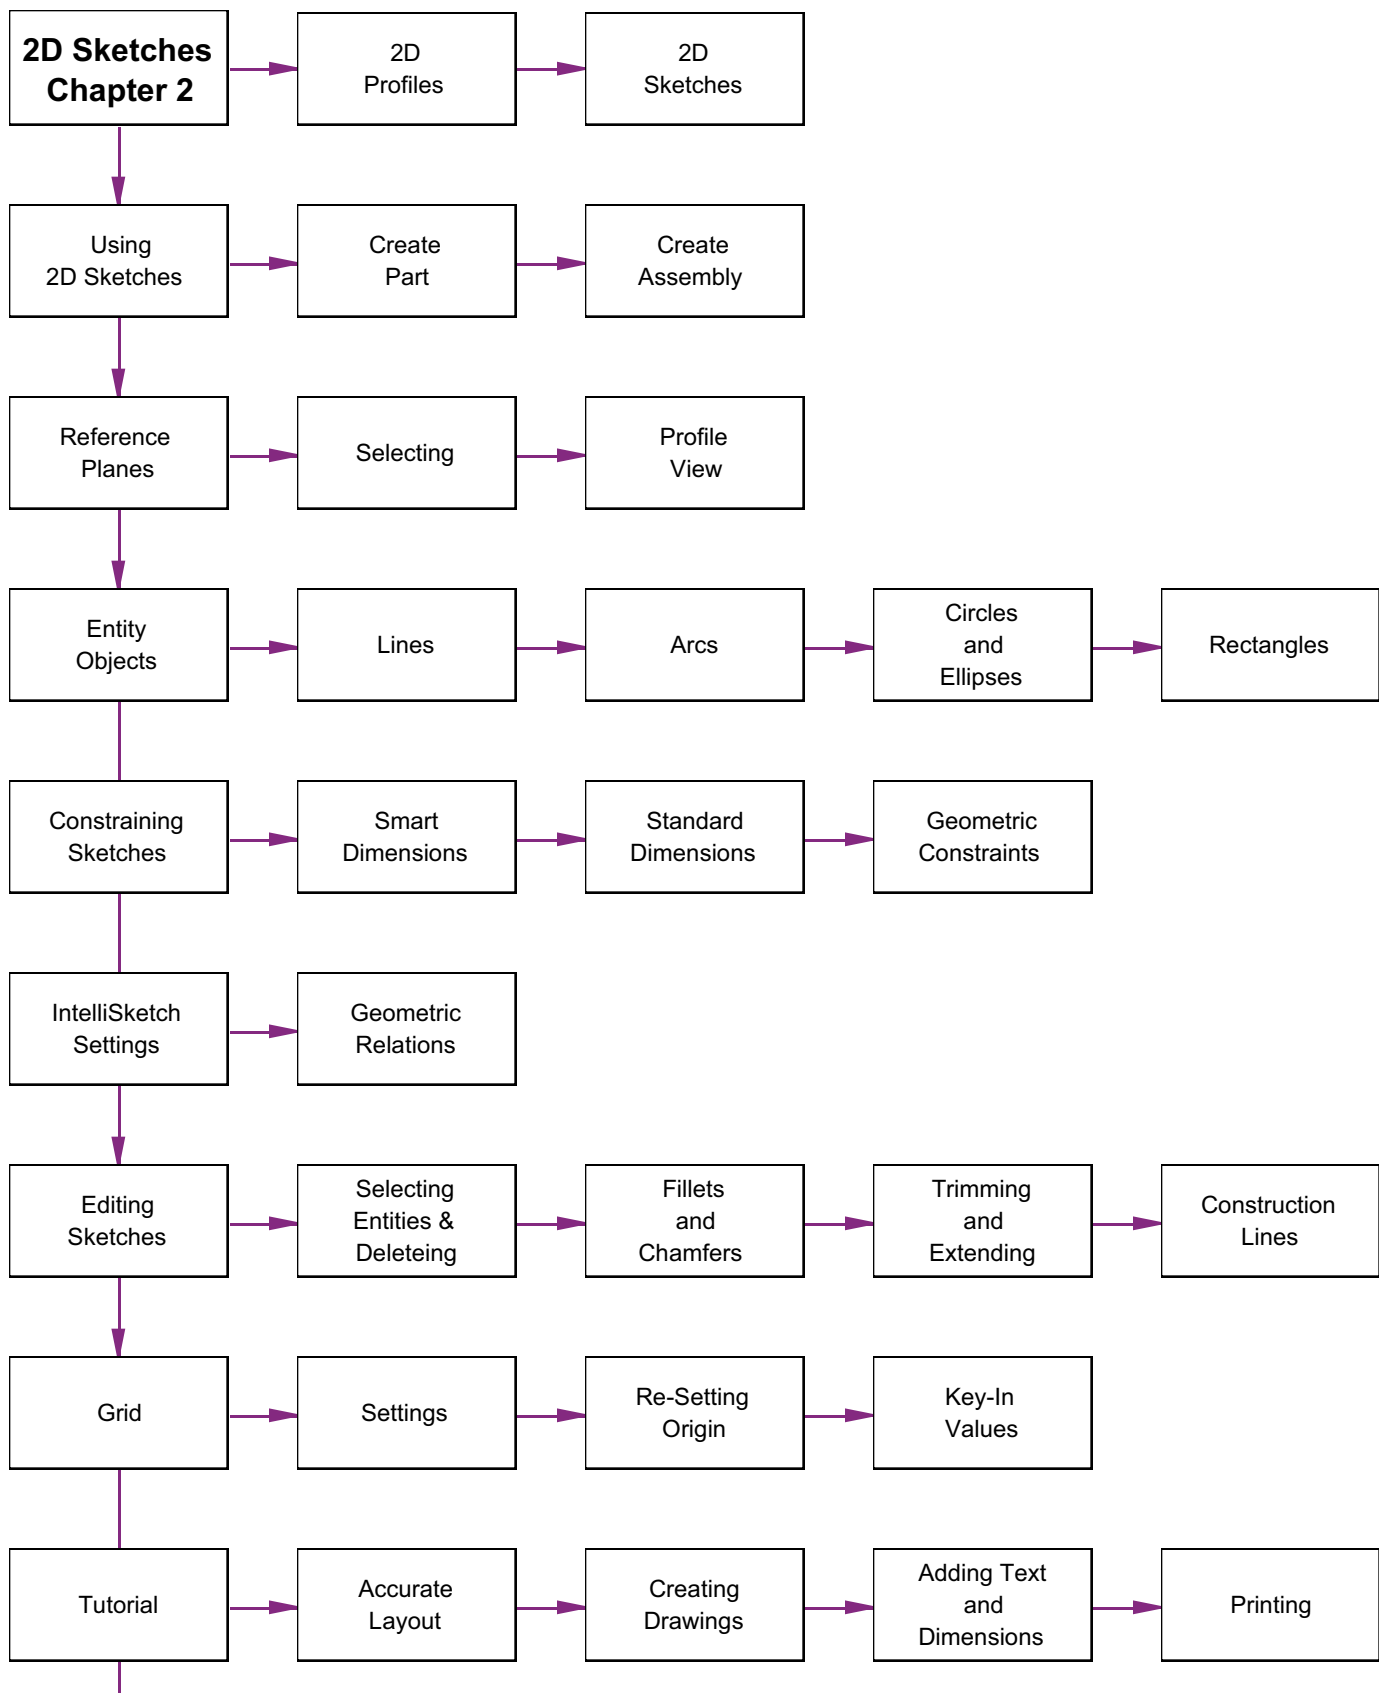 2D Sketches
Chapter 2
2D
Profiles
2D
Sketches
Using
2D Sketches
Create
Part
Create
Assembly
Reference
Planes
Selecting
Profile
View
Entity
Objects
Lines
Arcs
Circles
and
Ellipses
Rectangles
Constraining
Sketches
Smart
Dimensions
Standard
Dimensions
Geometric
Constraints
IntelliSketch
Settings
Geometric
Relations
Editing
Sketches
Selecting
Entities &
Deleteing
Fillets
and
Chamfers
Trimming
and
Extending
Construction
Lines
Grid
Settings
Re-Setting
Origin
Key-In
Values
Tutorial
Accurate
Layout
Creating
Drawings
Adding Text
and
Dimensions
Printing